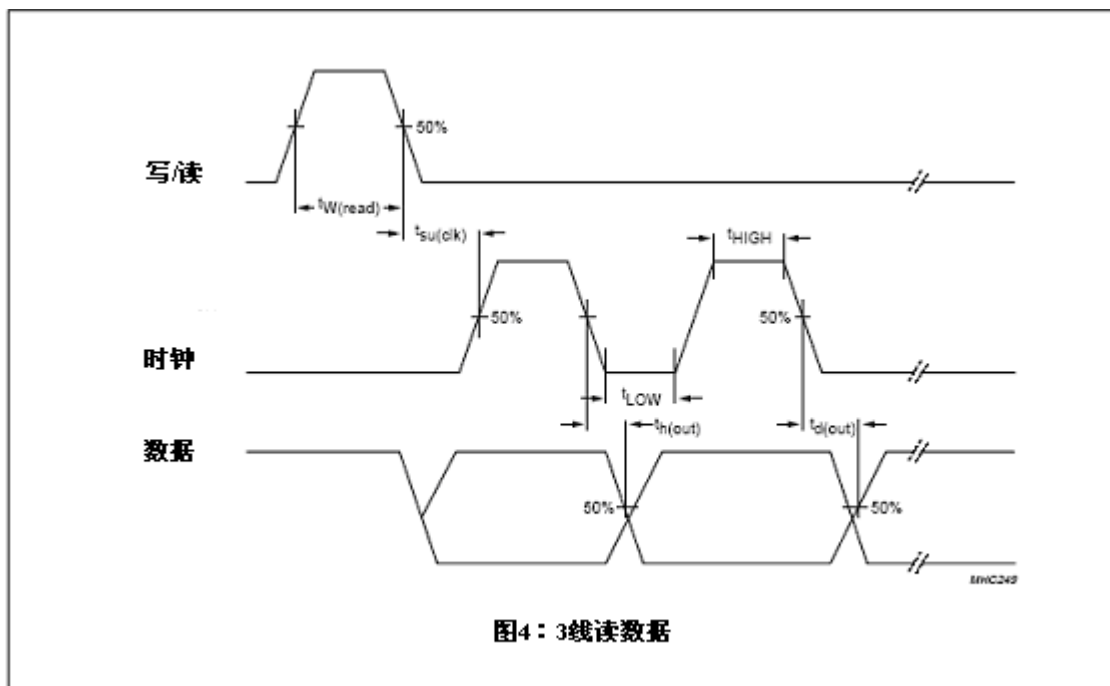 50%
写/读
tW(read)
tsu(clk)
tHIGH
50%
50%
时钟
tLOW
th(out)
td(out)
数据
50%
50%
MHC249
图4：3线读数据